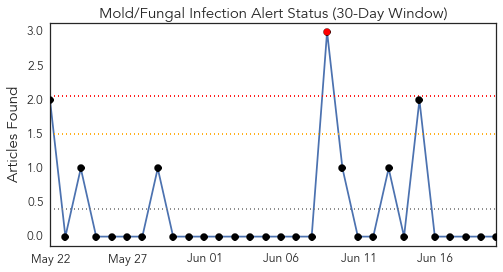 Mold/Fungal Infection Alert Status (30-Day Window)
Articles Found
3.0
2.5
2.0
1.5
1.0
0.5
0.0
May 22 May 27 Jun 01 Jun 06 Jun 11 Jun 16